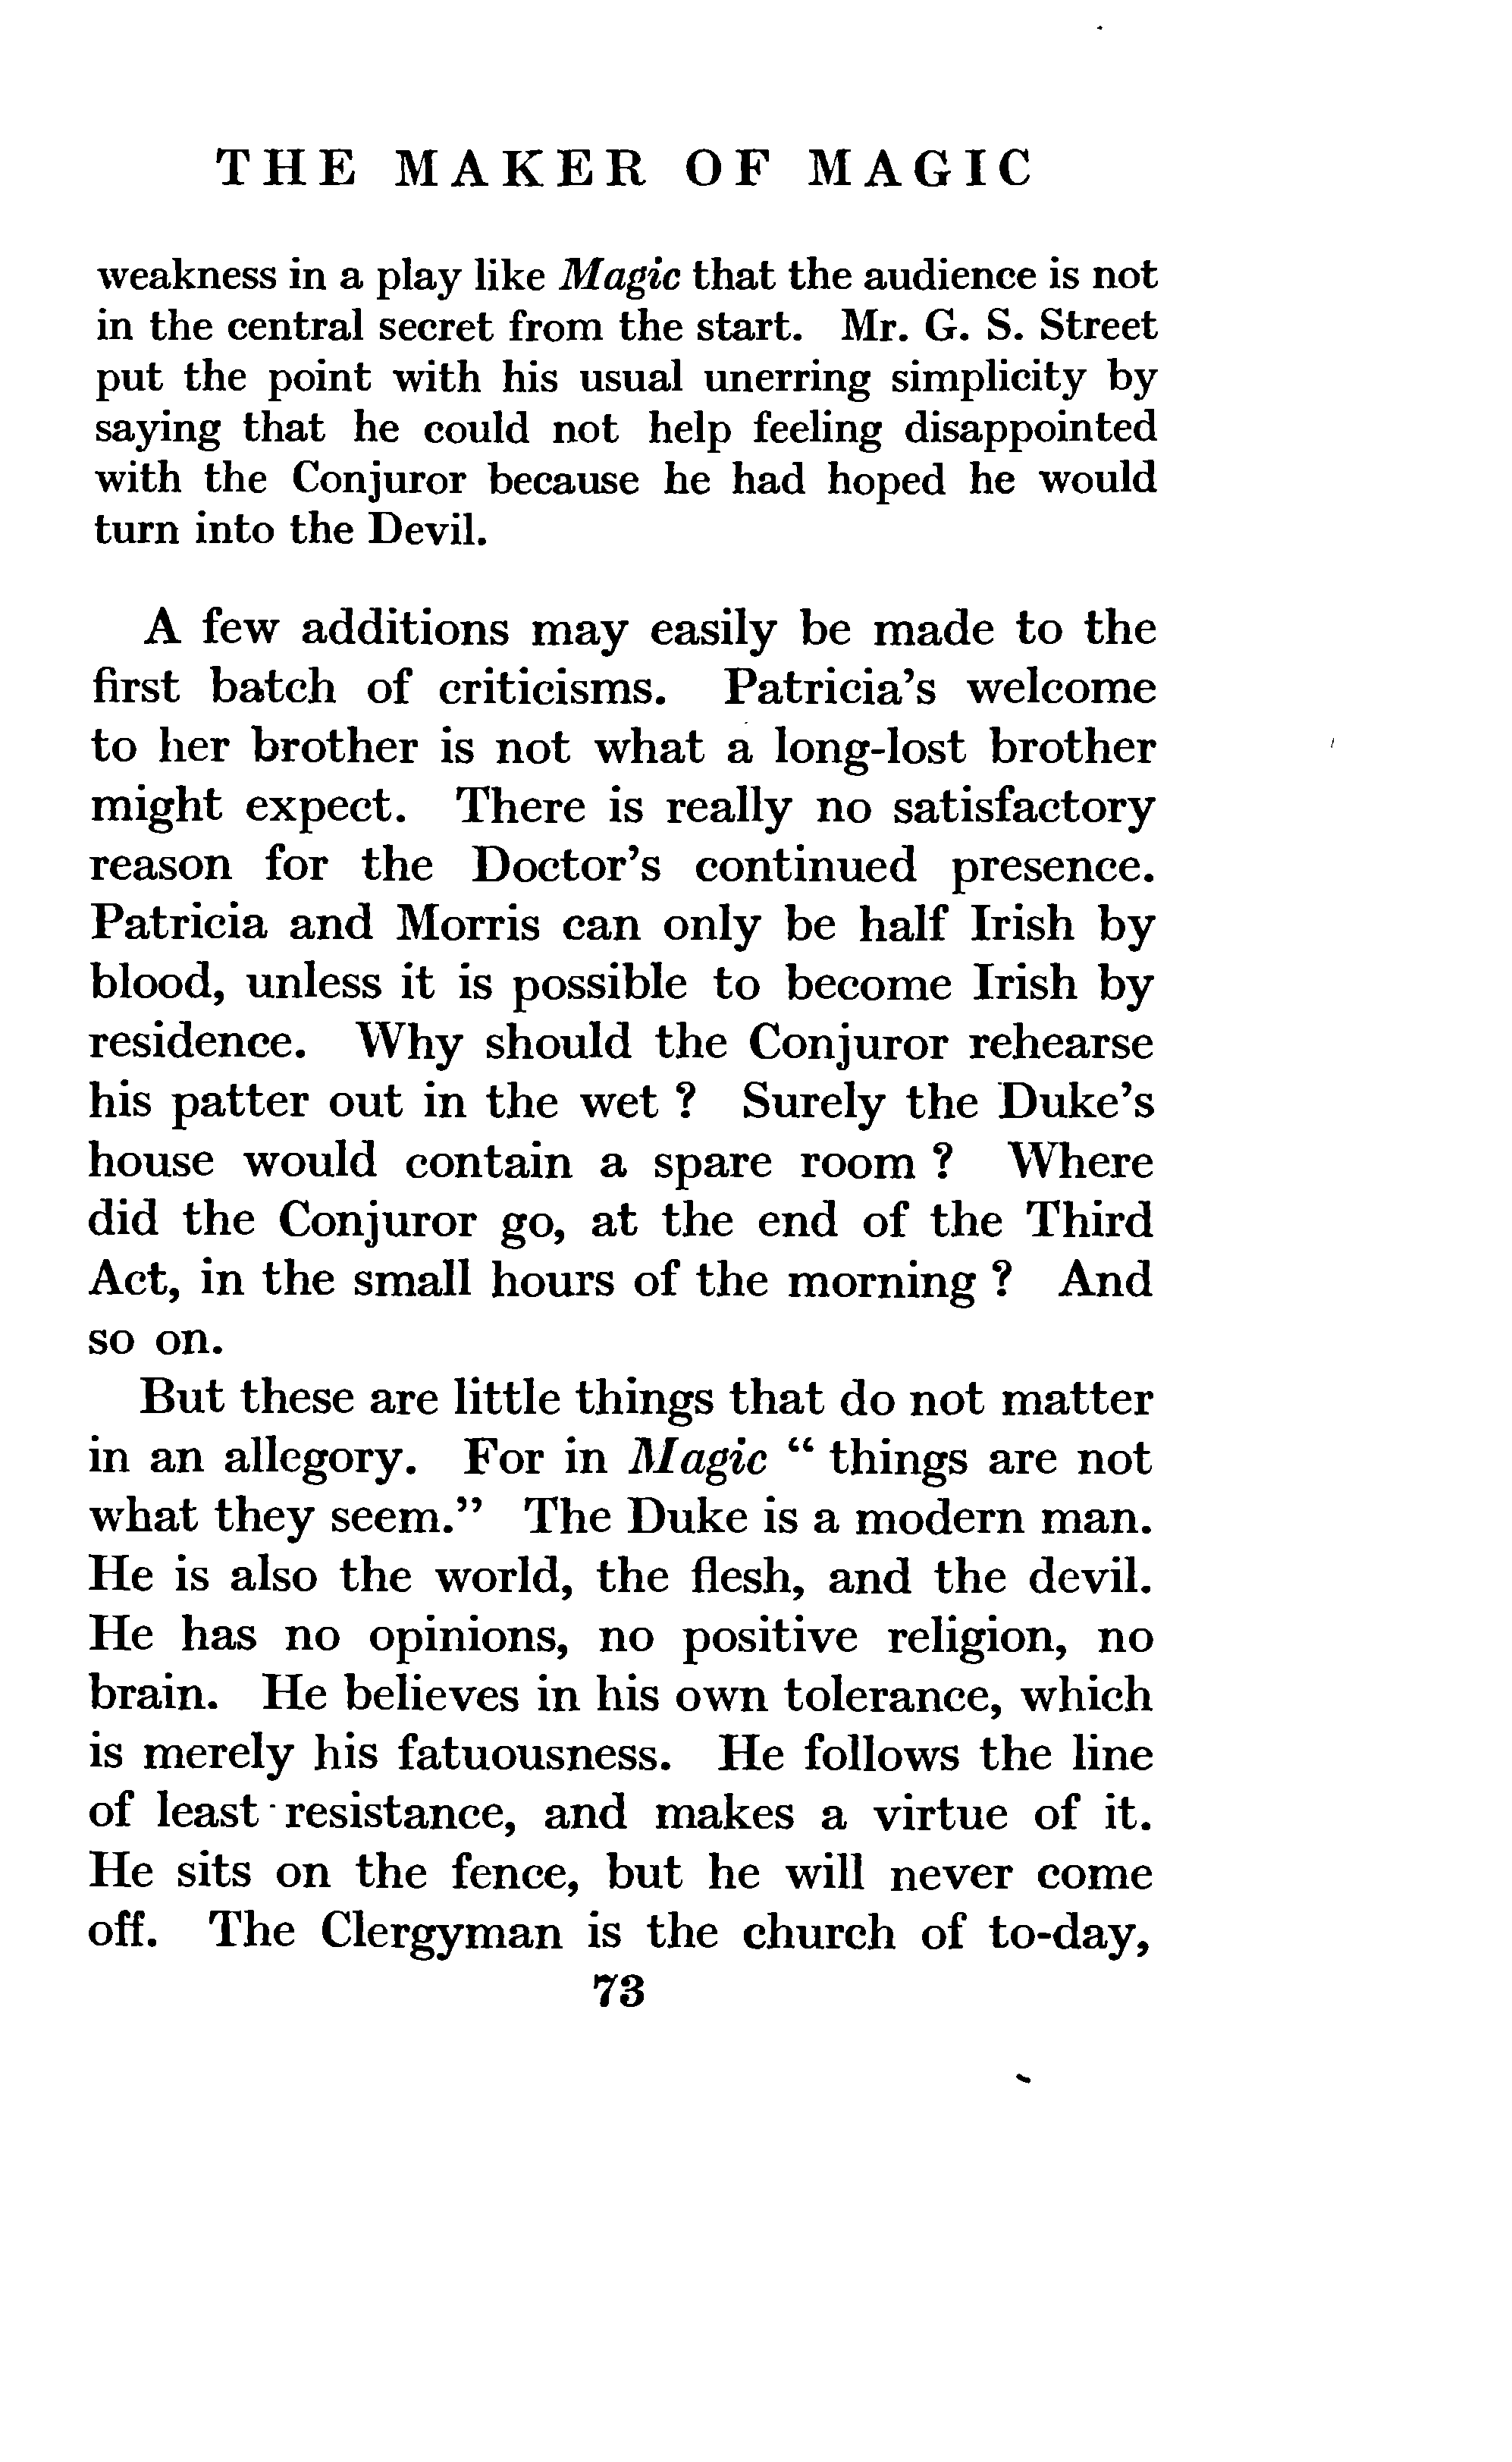 THE MAKER OF MAGIC
weakness in a play like Magic that the audience is not
in the central secret from the start. Mr. G. S. Street
put the point with his usual unerring simplicity by
saying that he could not help feeling disappointed
with the Conjuror because he had hoped he would
turn into the Devil.
A few additions may easily be made to the
first batch of criticisms. Patricia's welcome
to her brother is not what a long-lost brother
might expect. There is really no satisfactory
reason for the Doctor's continued presence.
Patricia and Morris can only be half Irish by
blood, unless it is possible to become Irish by
residence. Why should the Conjuror rehearse
his patter out in the wet ? Surely the Duke's
house would contain a spare room ? Where
did the Conjuror go, at the end of the Third
Act, in the small hours of the morning ? And
so on.
But these are little things that do not matter
in an allegory. For in Magic “ things are not
what they seem.” The Duke is a modern man.
He is also the world, the flesh, and the devil.
He has no opinions, no positive religion, no
brain. He believes in his own tolerance, which
is merely his fatuousness. He follows the line
of least resistance, and makes a virtue of it.
He sits on the fence, but he will never come
off. The Clergyman is the church of to-day,
73